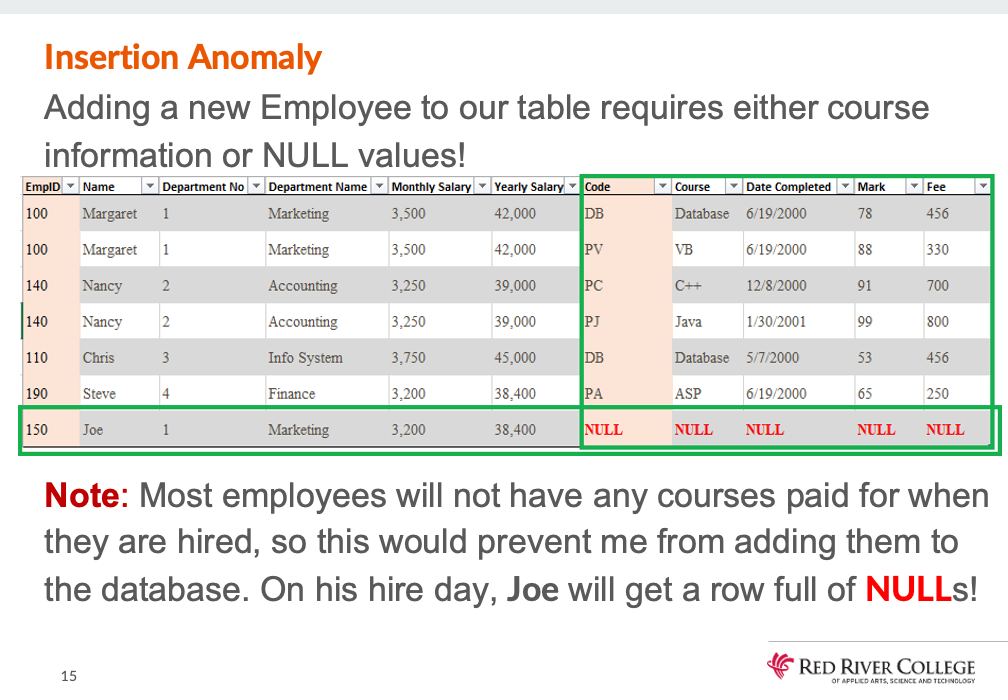 Insertion Anomaly
Adding a new Employee to our table requires either course
information or NULL values!
EmpID Name Department No Department Name Monthly Salary Yearly Salary Code Course Date Completed Mark Fee
100 Margaret 1 Marketing 3,500 42,000 DB Database 6/19/2000 78 456
100 Margaret 1 Marketing 3,500 42,000 PV VB 6/19/2000 88 330
140 Nancy 2 Accounting 3,250 39,000 PC C++ 12/8/2000 91 700
140 Nancy 2 Accounting 3,250 39,000 PJ Java 1/30/2001 99 800
110 Chris 3 Info System 3,750 45,000 DB Database 5/7/2000 53 456
190 Steve 4 Finance 3,200 38,400 PA ASP 6/19/2000 65 250
150 Joe 1 Marketing 3,200 38,400 NULL NULL NULL NULL NULL
Note: Most employees will not have any courses paid for when
they are hired, so this would prevent me from adding them to
the database. On his hire day, Joe will get a row full of NULLs!
15
RED RIVER COLLEGE
OF APPLIED ARTS, SCIENCE AND TECHNOLOGY